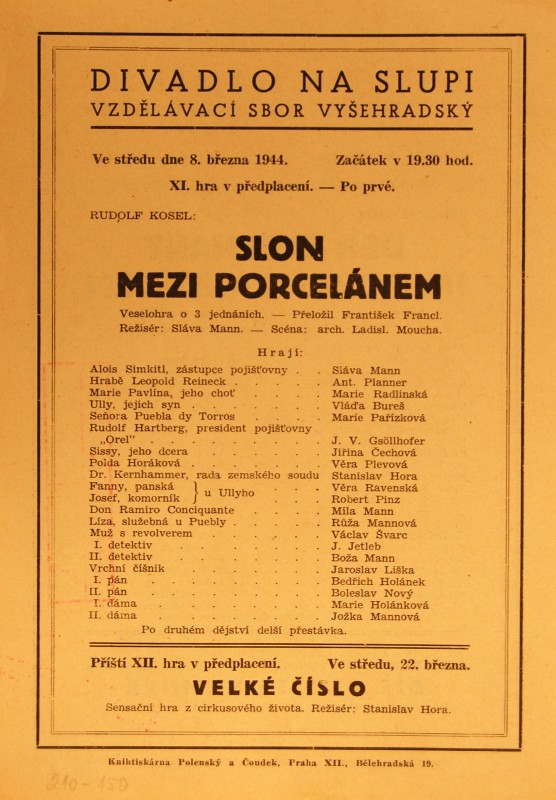 DIVADLO NA SLUPI
VZDĚLÁVACÍ SBOR VYŠEHRADSKÝ
Ve středu dne 8. března 1944. Začátek v 19.30 hod.
XI. hra v předplacení. — Po prvé.
RUDOLF KOSEL:
SLON
MEZI PORCELÁNEM
Veselohra o 3 jednáních. — Přeložil František Francl.
Režisér: Sláva Mann. — Scéna: arch. Ladisl. Moucha.
Hrají:
Alois Simkitl, zástupce pojišťovny . . Sláva Mann
Hrabě Leopold Reineck . . . . . Ant. Planner
Marie Pavlína, jeho choť . . . . Marie Radlinská
Ully, jejich syn . . . . . . . Vláďa Bureš
Seňora Puebla dy Torros . . . . Marie Pařízková
Rudolf Hartberg, president pojišťovny
„Orel" . . . . . . . . . J. V. Gsöllhofer
Sissy, jeho dcera . . . . . . . Jiřina Čechová
Polda Horáková . . . . . . . Věra Plevová
Dr. Kernhammer, rada zemského soudu Stanislav Hora
Fanny, panská } u Ullyho . . . Věra Ravenská
Josef, komorník . . . Robert Pinz
Don Ramiro Conciquante . . . . Míla Mann
Líza, služebná u Puebly . . . . . Růža Mannová
Muž s revolverem . . . . . . Václav Švarc
I. detektiv . . . . . . . . J. Jetleb
II. detektiv . . . . . . . . Boža Mann
Vrchní číšník . . . . . . . Jaroslav Liška
I. pán . . . . . . . . . Bedřich Holánek
II. pán . . . . . . . . . Boleslav Nový
I. dáma . . . . . . . . Marie Holánková
II. dáma . . . . . . . . Jožka Mannová
Po druhém dějství delší přestávka.
Příští XII. hra v předplacení. Ve středu, 22. března.
VELKÉ ČÍSLO
Sensační hra z cirkusového života. Režisér: Stanislav Hora.
Knihtiskárna Polenský a Čoudek, Praha XII., Bělehradská 19.
210-150